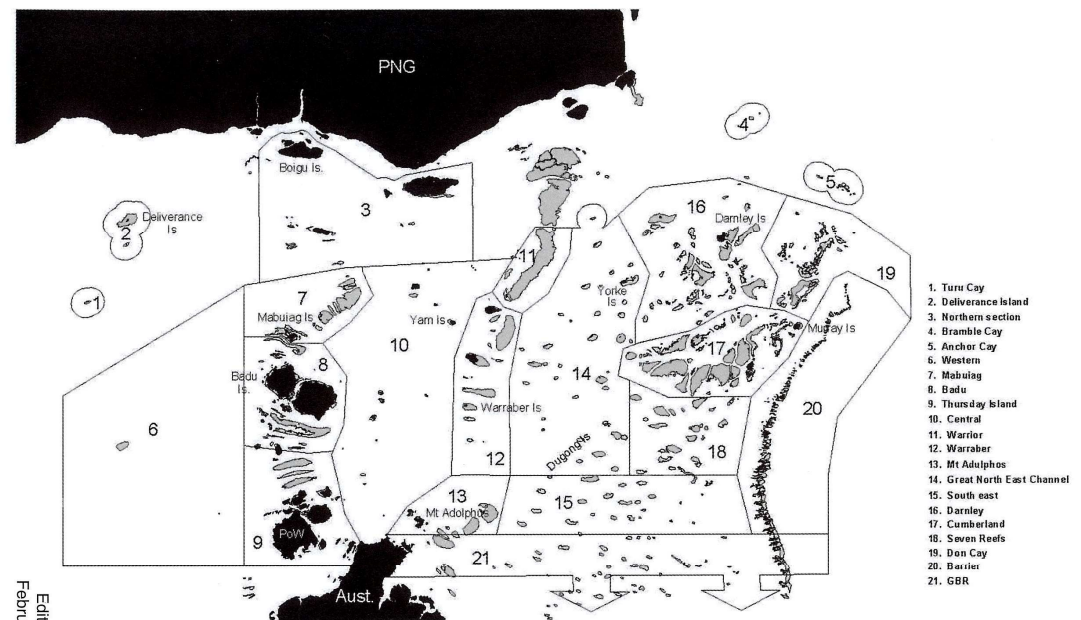 PNG
4
Boigu Is.
5
3
16
Deliverance
Is
2
Darnley Is
11
19
1
7
Yorke
Is
Mabuiag Is
Yam Is
Murray Is
10
17
8
14
Badu
Is.
Warraber Is
20
6
Dugong Is
12
18
13
15
Mt Adolphus
9
PoW
21
Aust.
Edit
Febru
1. Turu Cay
2. Deliverance Island
3. Northern section
4. Bramble Cay
5. Anchor Cay
6. Western
7. Mabuiag
8. Badu
9. Thursday Island
10. Central
11. Warrior
12. Warraber
13. Mt Adulphos
14. Great North East Channel
15. South east
16. Darnley
17. Cumberland
18. Seven Reefs
19. Don Cay
20. Barrier
21. GBR